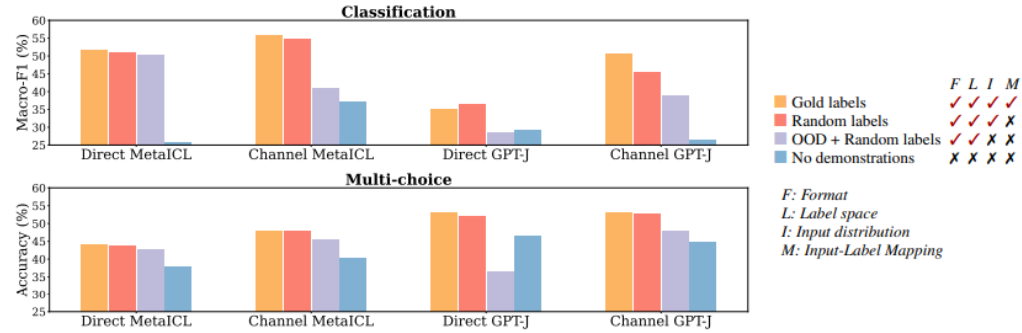 Classification
Macro-F1 (%)
60
55
50
45
40
35
30
25
Direct MetaICL Channel MetaICL Direct GPT-J Channel GPT-J
Multi-choice
Accuracy (%)
60
55
50
45
40
35
30
25
Direct MetaICL Channel MetaICL Direct GPT-J Channel GPT-J
F L I M
Gold labels ✓ ✓ ✓ ✓
Random labels ✓ ✓ ✓ ✗
OOD + Random labels ✓ ✓ ✗ ✗
No demonstrations ✗ ✗ ✗ ✗
F: Format
L: Label space
I: Input distribution
M: Input-Label Mapping